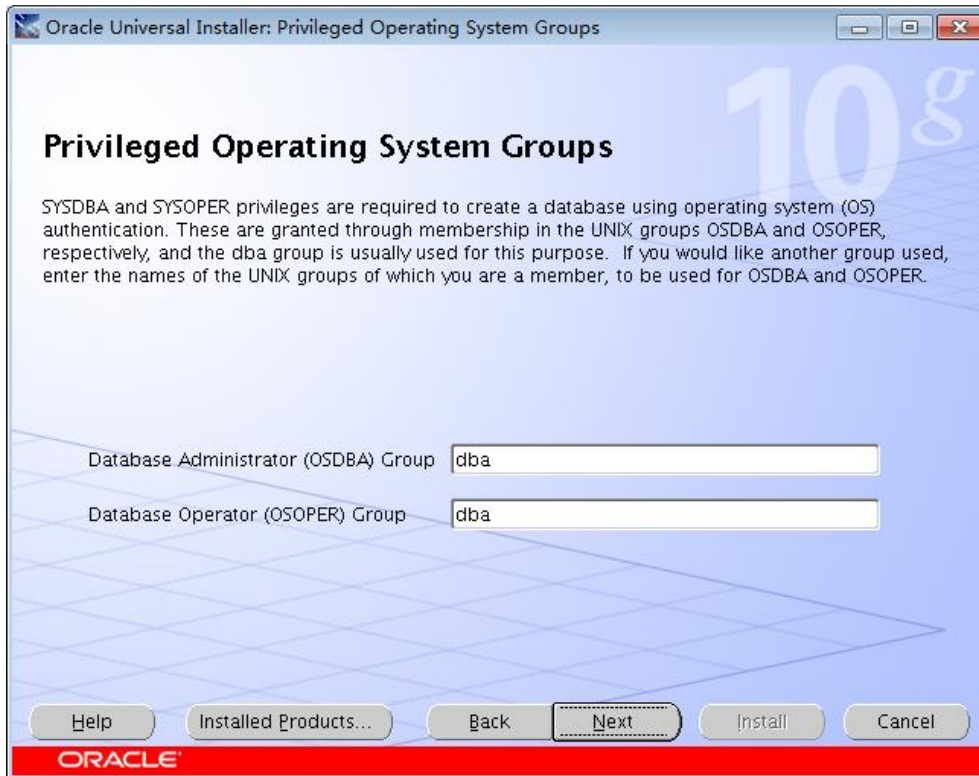 Oracle Universal Installer: Privileged Operating System Groups
10g
Privileged Operating System Groups
SYSDBA and SYSOPER privileges are required to create a database using operating system (OS)
authentication. These are granted through membership in the UNIX groups OSDBA and OSOPER,
respectively, and the dba group is usually used for this purpose. If you would like another group used,
enter the names of the UNIX groups of which you are a member, to be used for OSDBA and OSOPER.
Database Administrator (OSDBA) Group dba
Database Operator (OSOPER) Group dba
Help Installed Products... Back Next Install Cancel
ORACLE